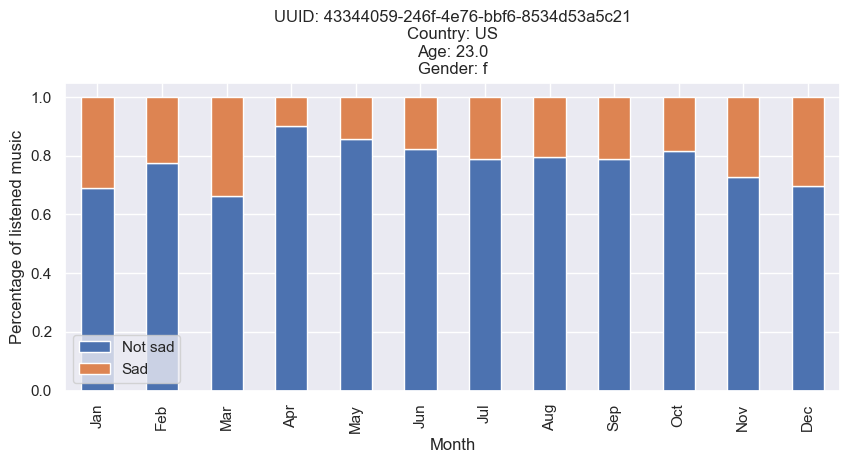 UUID: 43344059-246f-4e76-bbf6-8534d53a5c21
Country: US
Age: 23.0
Gender: f
Percentage of listened music
1.0
0.8
0.6
0.4
0.2
0.0
Not sad
Sad
Jan
Feb
Mar
Apr
May
Jun
Jul
Aug
Sep
Oct
Nov
Dec
Month